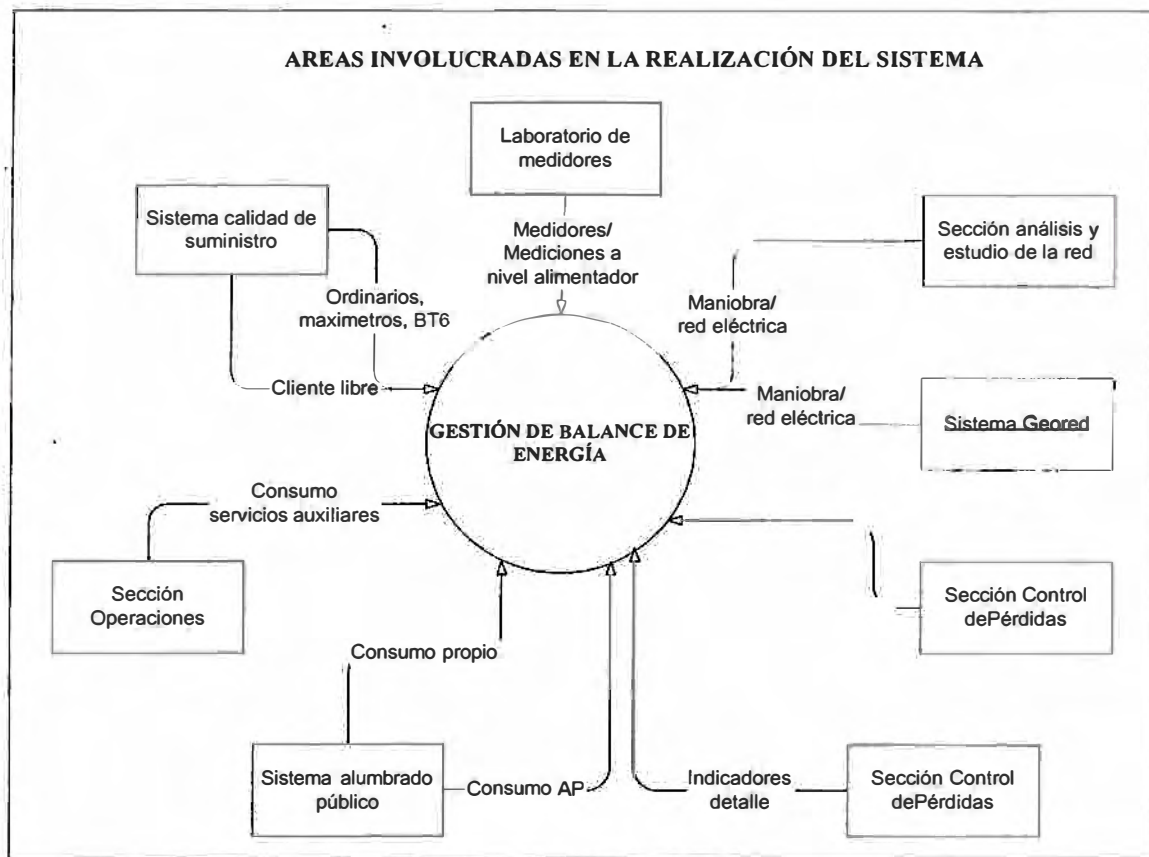 AREAS INVOLUCRADAS EN LA REALIZACIÓN DEL SISTEMA
Laboratorio de
medidores
Sistema calidad de
suministro
Medidores/
Mediciones a
nivel alimentador
Sección análisis y
estudio de la red
Ordinarios,
maximetros, BT6
Maniobra/
red eléctrica
Cliente libre
Maniobra/
red eléctrica
Sistema Geored
GESTIÓN DE BALANCE DE
ENERGÍA
Consumo
servicios auxiliares
Sección
Operaciones
Sección Control
dePérdidas
Consumo propio
Sistema alumbrado
público
Consumo AP
Indicadores
detalle
Sección Control
dePérdidas